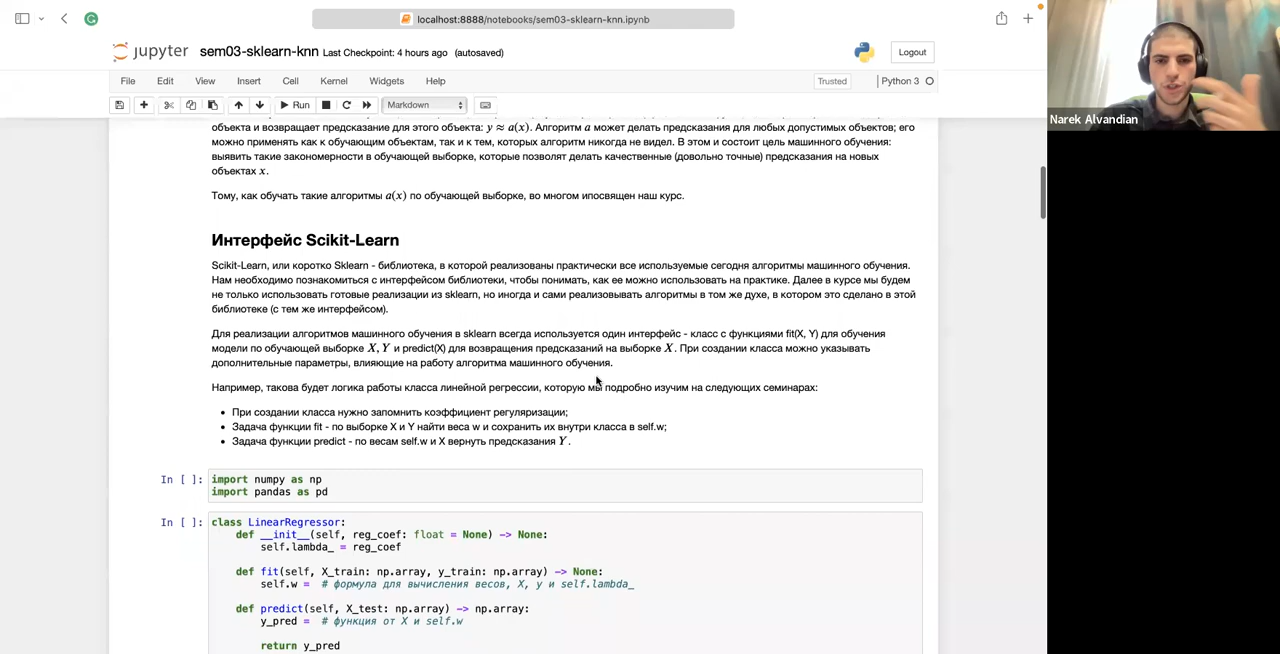 localhost:8888/notebooks/sem03-sklearn-knn.ipynb
jupyter sem03-sklearn-knn Last Checkpoint: 4 hours ago (autosaved)
Logout
File Edit View Insert Cell Kernel Widgets Help
Trusted
Python 3
Run
Markdown
Narek Alvandian
объекта и возвращает предсказание для этого объекта: y ≈ a(x). Алгоритм a может делать предсказания для любых допустимых объектов; его
можно применять как к обучающим объектам, так и к тем, которых алгоритм никогда не видел. В этом и состоит цель машинного обучения:
выявить такие закономерности в обучающей выборке, которые позволят делать качественные (довольно точные) предсказания на новых
объектах x.
Тому, как обучать такие алгоритмы a(x) по обучающей выборке, во многом ипосвящен наш курс.
Интерфейс Scikit-Learn
Scikit-Learn, или коротко Sklearn - библиотека, в которой реализованы практически все используемые сегодня алгоритмы машинного обучения.
Нам необходимо познакомиться с интерфейсом библиотеки, чтобы понимать, как ее можно использовать на практике. Далее в курсе мы будем
не только использовать готовые реализации из sklearn, но иногда и сами реализовывать алгоритмы в том же духе, в котором это сделано в этой
библиотеке (с тем же интерфейсом).
Для реализации алгоритмов машинного обучения в sklearn всегда используется один интерфейс - класс с функциями fit(X, Y) для обучения
модели по обучающей выборке X, Y и predict(X) для возвращения предсказаний на выборке X. При создании класса можно указывать
дополнительные параметры, влияющие на работу алгоритма машинного обучения.
Например, такова будет логика работы класса линейной регрессии, которую мы подробно изучим на следующих семинарах:
• При создании класса нужно запомнить коэффициент регуляризации;
• Задача функции fit - по выборке X и Y найти веса w и сохранить их внутри класса в self.w;
• Задача функции predict - по весам self.w и X вернуть предсказания Y.
In [ ]: import numpy as np
import pandas as pd
In [ ]: class LinearRegressor:
def __init__(self, reg_coef: float = None) -> None:
self.lambda_ = reg_coef
def fit(self, X_train: np.array, y_train: np.array) -> None:
self.w = # формула для вычисления весов, X, y и self.lambda_
def predict(self, X_test: np.array) -> np.array:
y_pred = # функция от X и self.w
return y_pred